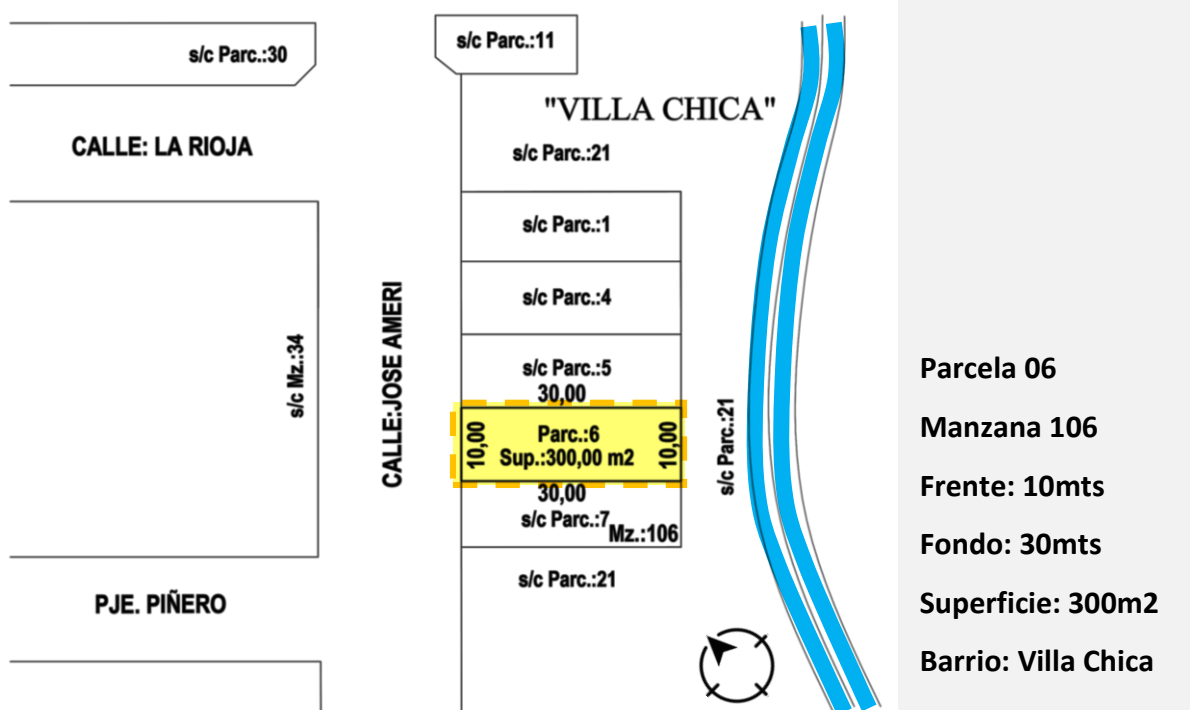 s/c Parc.:30
s/c Parc.:11
"VILLA CHICA"
CALLE: LA RIOJA
s/c Parc.:21
s/c Parc.:1
s/c Parc.:4
CALLE:JOSE AMERI
s/c Mz.:34
s/c Parc.:5
30,00
10,00
Parc.:6
Sup.:300,00 m2
10,00
30,00
s/c Parc.:7
Mz.:106
s/c Parc.:21
s/c Parc.:21
PJE. PIÑERO
Parcela 06
Manzana 106
Frente: 10mts
Fondo: 30mts
Superficie: 300m2
Barrio: Villa Chica